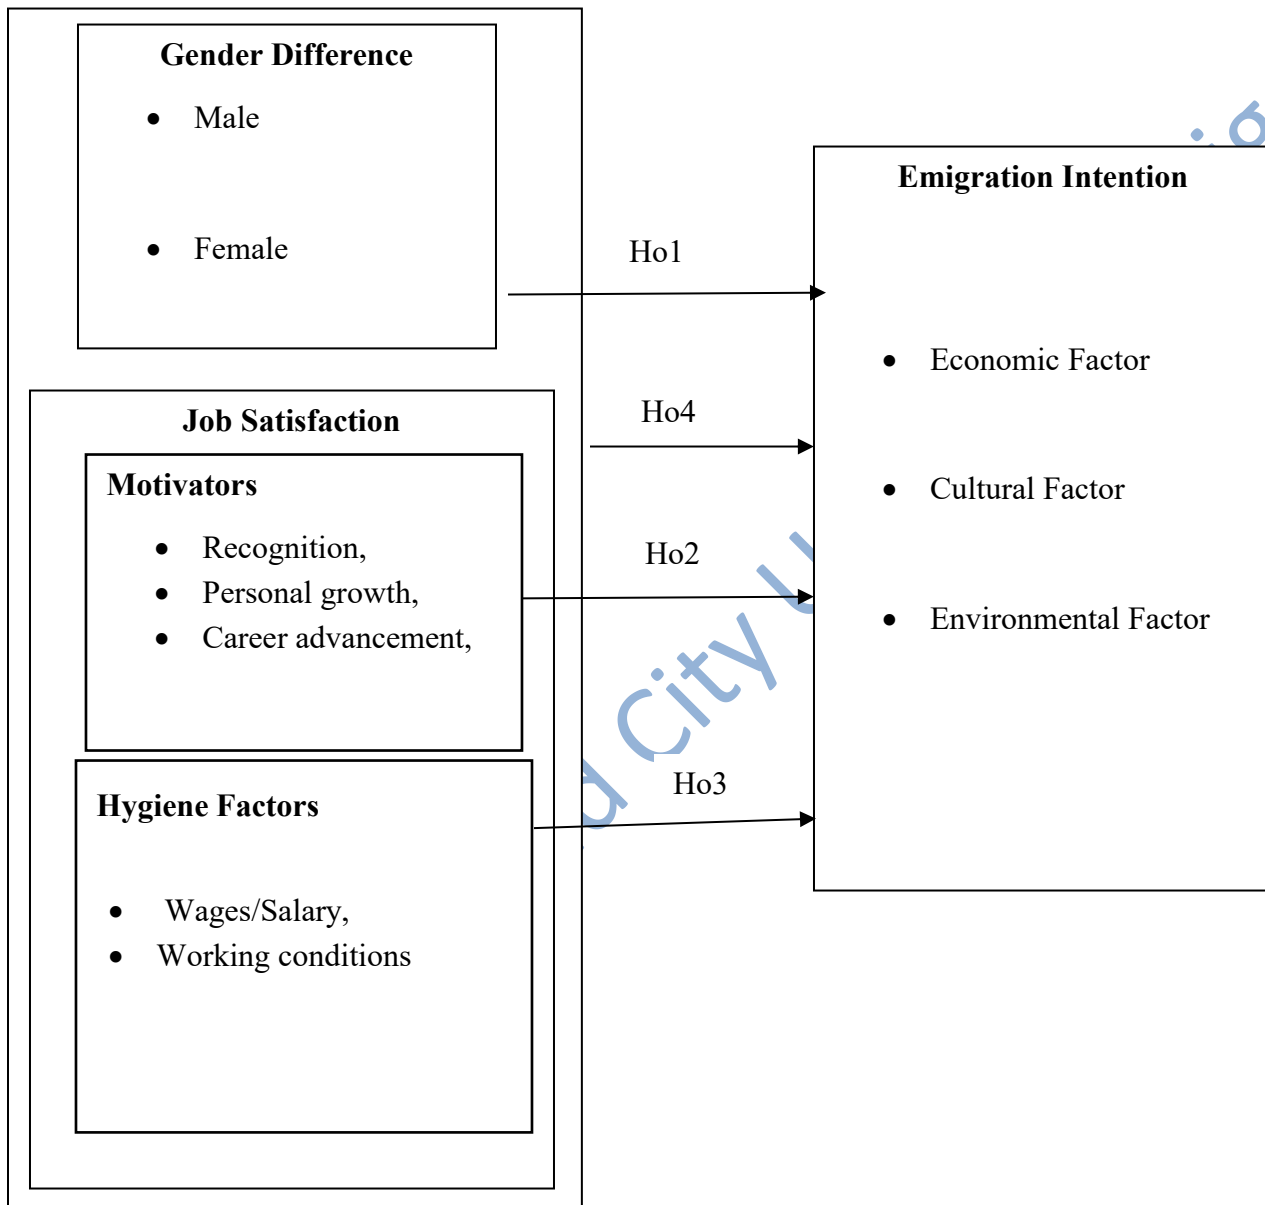 Gender Difference
• Male
• Female
Job Satisfaction
Motivators
• Recognition,
• Personal growth,
• Career advancement,
Hygiene Factors
• Wages/Salary,
• Working conditions
Ho1
Ho4
Ho2
Ho3
Emigration Intention
• Economic Factor
• Cultural Factor
• Environmental Factor
City